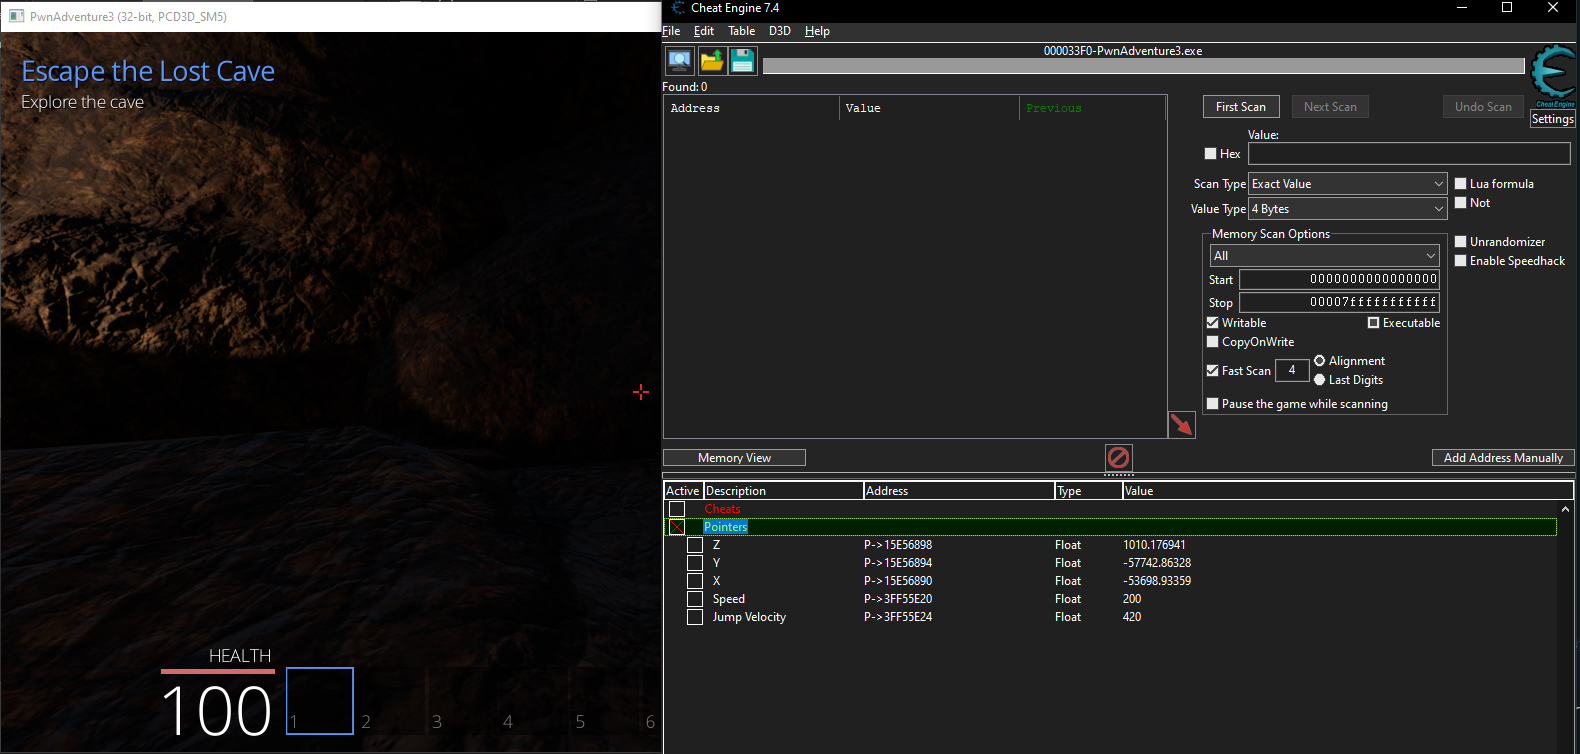 PwnAdventure3 (32-bit, PCD3D_SM5)
Escape the Lost Cave
Explore the cave
HEALTH
100
1 2 3 4 5 6
Cheat Engine 7.4
File Edit Table D3D Help
000033F0-PwnAdventure3.exe
Found: 0
Address Value Previous
First Scan Next Scan Undo Scan
Cheat Engine
Settings
Value:
Hex
Scan Type Exact Value
Lua formula
Value Type 4 Bytes
Not
Memory Scan Options
All
Unrandomizer
Enable Speedhack
Start 0000000000000000
Stop 00007fffffffffff
Writable Executable
CopyOnWrite
Fast Scan 4 Alignment
Last Digits
Pause the game while scanning
Memory View Add Address Manually
Active Description Address Type Value
Cheats
Pointers
Z P->15E56898 Float 1010.176941
Y P->15E56894 Float -57742.86328
X P->15E56890 Float -53698.93359
Speed P->3FF55E20 Float 200
Jump Velocity P->3FF55E24 Float 420